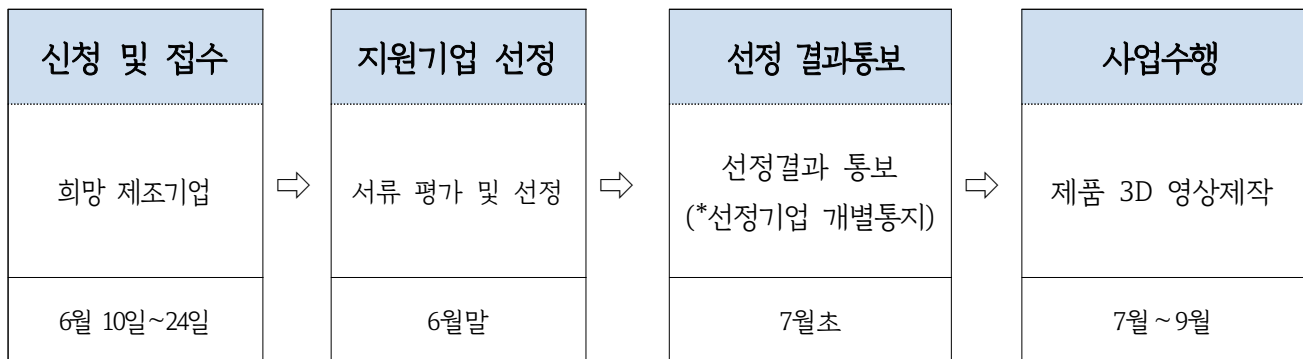 신청 및 접수
지원기업 선정
선정 결과통보
사업수행
희망 제조기업
⇨
서류 평가 및 선정
⇨
선정결과 통보
(*선정기업 개별통지)
⇨
제품 3D 영상제작
6월 10일~24일
6월말
7월초
7월 ~ 9월